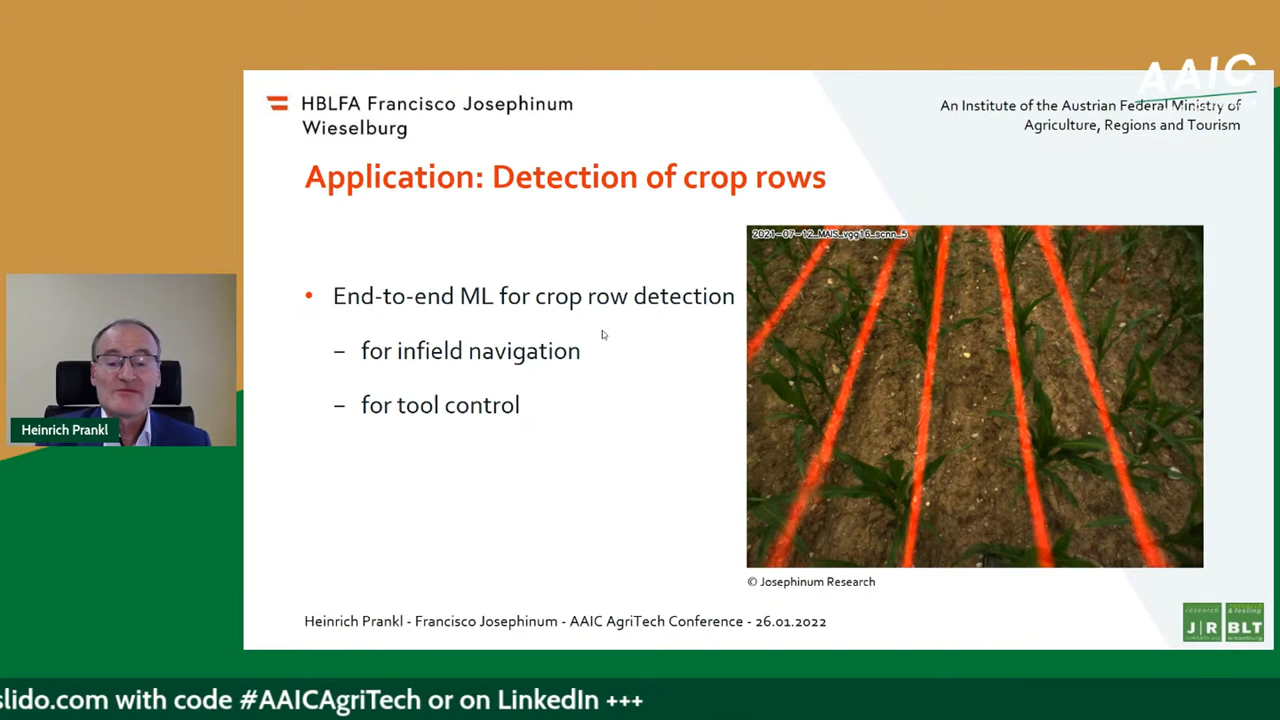 AAIC
HBLFA Francisco Josephinum
Wieselburg
An Institute of the Austrian Federal Ministry of
Agriculture, Regions and Tourism
Application: Detection of crop rows
2021-07-12_MAIS_vgg16_scnn_5
• End-to-end ML for crop row detection
– for infield navigation
– for tool control
Heinrich Prankl
© Josephinum Research
Heinrich Prankl - Francisco Josephinum - AAIC AgriTech Conference - 26.01.2022
research
J|R
& testing
BLT
slido.com with code #AAICAgriTech or on LinkedIn +++